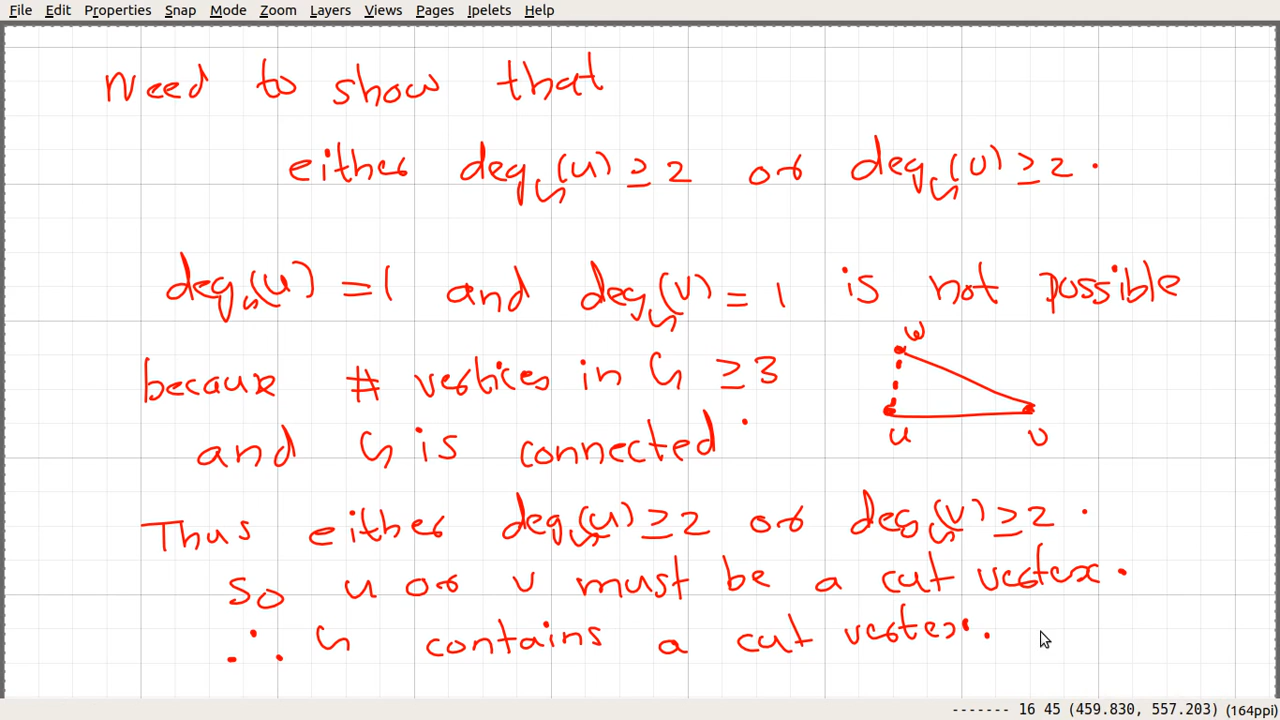 File Edit Properties Snap Mode Zoom Layers Views Pages Ipelets Help
Need to show that
either deg_G(u) ≥ 2 or deg_G(v) ≥ 2.
deg_G(u) = 1 and deg_G(v) = 1 is not possible
because # vertices in G ≥ 3
and G is connected.
w
u v
Thus either deg_G(u) ≥ 2 or deg_G(v) ≥ 2.
So u or v must be a cut vertex.
∴ G contains a cut vertex.
------- 16 45 (459.830, 557.203) (164ppi)